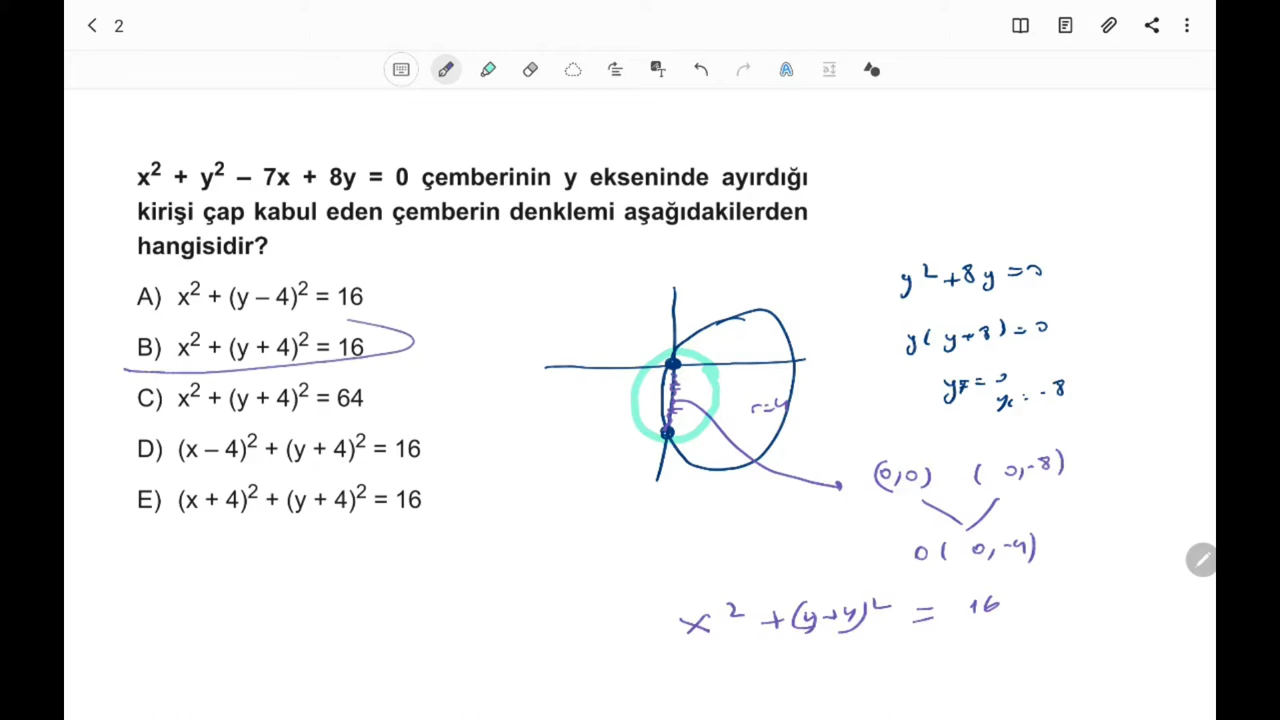 2
x² + y² – 7x + 8y = 0 çemberinin y ekseninde ayırdığı
kirişi çap kabul eden çemberin denklemi aşağıdakilerden
hangisidir?
A) x² + (y – 4)² = 16
B) x² + (y + 4)² = 16
C) x² + (y + 4)² = 64
D) (x – 4)² + (y + 4)² = 16
E) (x + 4)² + (y + 4)² = 16
y² + 8y = 0
y(y+8) = 0
y = 0
y = -8
r=4
(0,0) (0,-8)
O(0,-4)
x² + (y+4)² = 16